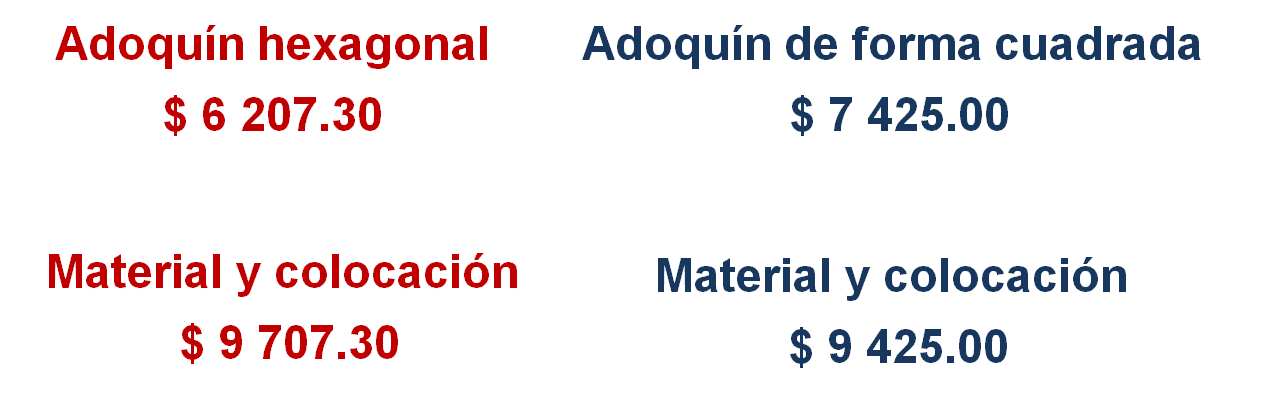 Adoquín hexagonal
$ 6 207.30
Material y colocación
$ 9 707.30
Adoquín de forma cuadrada
$ 7 425.00
Material y colocación
$ 9 425.00